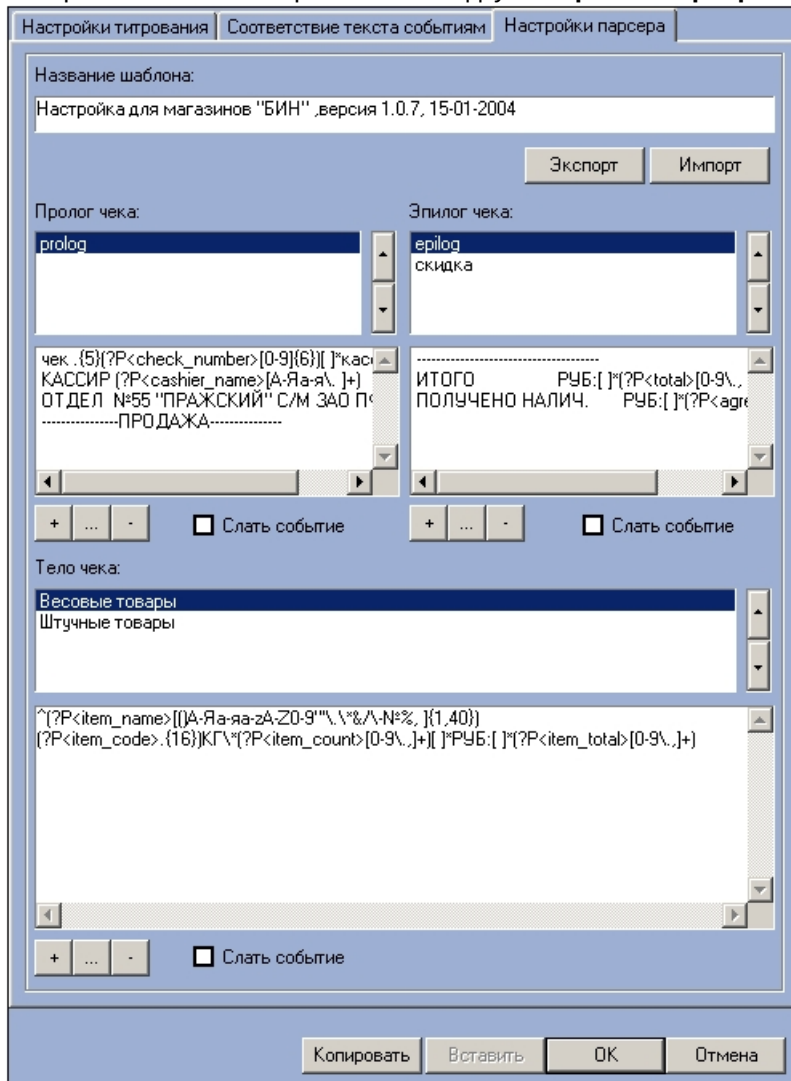 Настройки титрования Соответствие текста событиям Настройки парсера
Название шаблона:
Настройка для магазинов "БИН" ,версия 1.0.7, 15-01-2004
Экспорт Импорт
Пролог чека: Эпилог чека:
prolog epilog
скидка
чек .{5}(?P<check_number>[0-9]{6})[ ]*касс
КАССИР (?P<cashier_name>[А-Яа-я\. ]+)
ОТДЕЛ №55 "ПРАЖСКИЙ" С/М ЗАО
----------------ПРОДАЖА---------------
-------------------------------------
ИТОГО РУБ:[ ]*(?P<total>[0-9\.,
ПОЛУЧЕНО НАЛИЧ. РУБ:[ ]*(?P<agre
+ ... - Слать событие + ... - Слать событие
Тело чека:
Весовые товары
Штучные товары
^(?P<item_name>[()А-Яа-яa-zA-Z0-9'"\.\*&/\-№%, ]{1,40})
(?P<item_code>.{16})КГ\*(?P<item_count>[0-9\.,]+)[ ]*РУБ:[ ]*(?P<item_total>[0-9\.,]+)
+ ... - Слать событие
Копировать Вставить OK Отмена